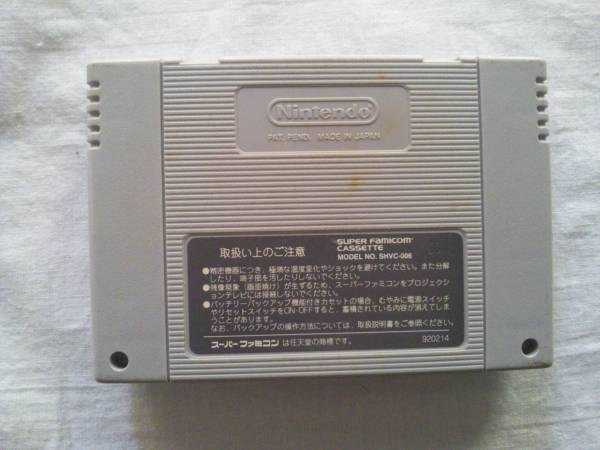 Nintendo
PAT. PEND. MADE IN JAPAN
取扱い上のご注意
SUPER FAMICOM
CASSETTE
MODEL NO. SHVC-006
●精密機器につき、極端な温度変化やショックを避けてください。また分解
したり、端子部を汚したりしないでください。
●残像現象（画面焼け）が生ずるため、スーパーファミコンをプロジェクシ
ョンテレビには接続しないでください。
●バッテリーバックアップ機能付きカセットの場合、むやみに電源スイッチ
やリセットスイッチをON・OFFすると、蓄積されている内容が消えてしま
うことがあります。
なお、バックアップの操作方法については、取扱説明書をご参照ください。
スーパーファミコン は任天堂の商標です。
920214